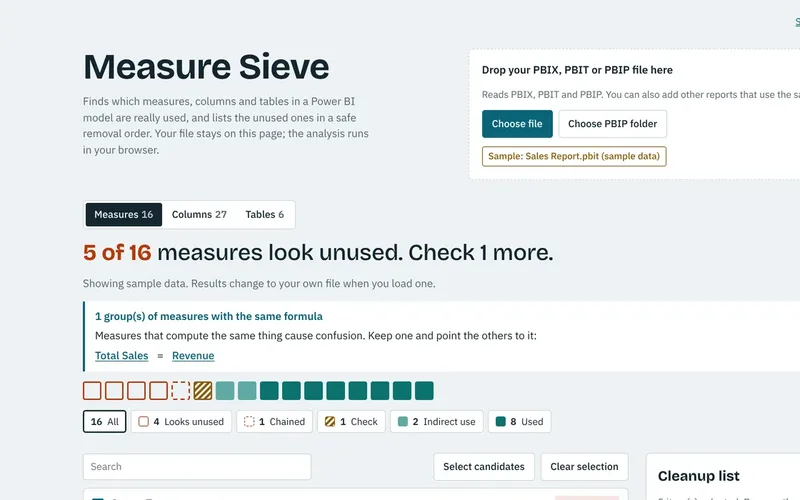 S
Measure Sieve
Finds which measures, columns and tables in a Power BI
model are really used, and lists the unused ones in a safe
removal order. Your file stays on this page; the analysis runs
in your browser.
Drop your PBIX, PBIT or PBIP file here
Reads PBIX, PBIT and PBIP. You can also add other reports that use the sa
Choose file
Choose PBIP folder
Sample: Sales Report.pbit (sample data)
Measures 16
Columns 27
Tables 6
5 of 16 measures look unused. Check 1 more.
Showing sample data. Results change to your own file when you load one.
1 group(s) of measures with the same formula
Measures that compute the same thing cause confusion. Keep one and point the others to it:
Total Sales = Revenue
16 All
4 Looks unused
1 Chained
1 Check
2 Indirect use
8 Used
Search
Select candidates
Clear selection
Cleanup list